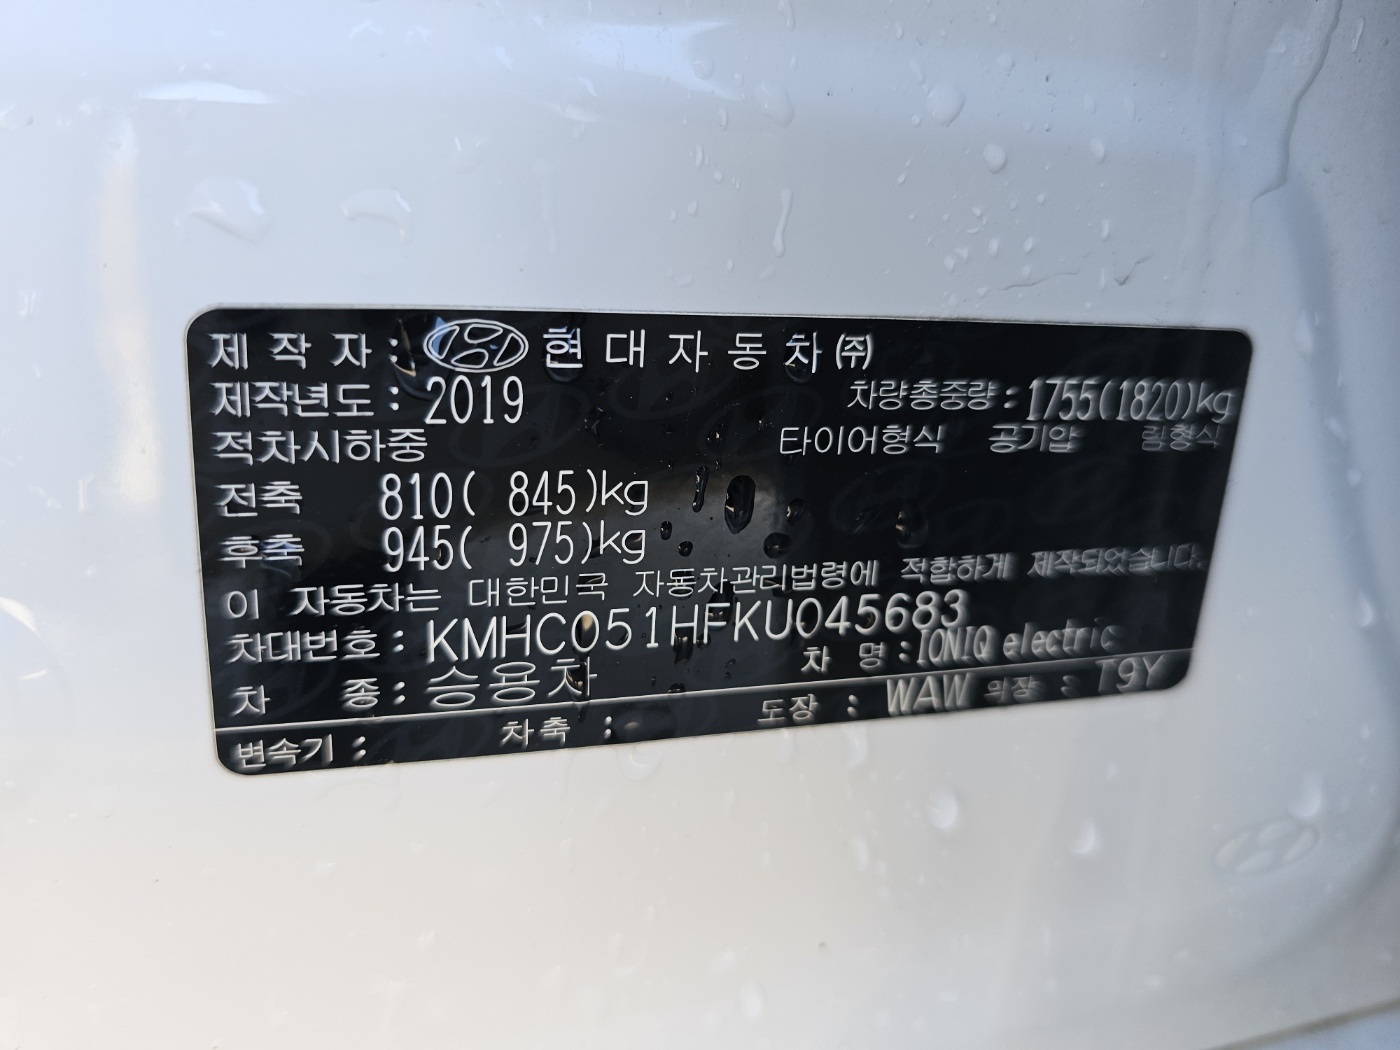 제 작 자 : 현 대 자 동 차 ㈜
제작년도 : 2019 차량총중량 : 1755(1820)kg
적차시하중 타이어형식 공기압 림형식
전축 810( 845)kg
후축 945( 975)kg
이 자동차는 대한민국 자동차관리법령에 적합하게 제작되었습니다.
차대번호 : KMHC051HFKU045683
차 종 : 승용차 차 명 : IONIQ electric
변속기 : 차축 : 도장 : WAW 의장 : T9Y